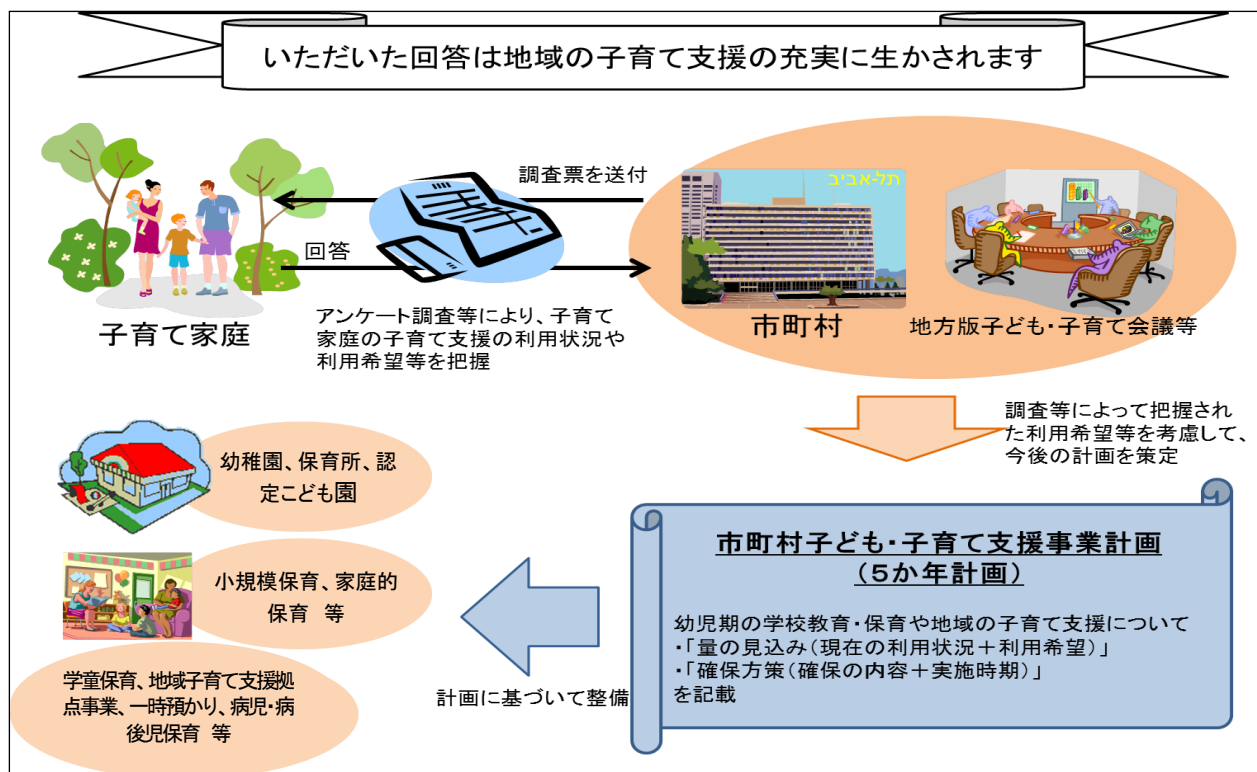 いただいた回答は地域の子育て支援の充実に生かされます
調査票を送付
回答
תל-אביב
子育て家庭
アンケート調査等により、子育て
家庭の子育て支援の利用状況や
利用希望等を把握
市町村
地方版子ども・子育て会議等
調査等によって把握され
た利用希望等を考慮して、
今後の計画を策定
市町村子ども・子育て支援事業計画
(5か年計画)
幼児期の学校教育・保育や地域の子育て支援について
・「量の見込み(現在の利用状況+利用希望)」
・「確保方策(確保の内容+実施時期)」
を記載
計画に基づいて整備
幼稚園、保育所、認
定こども園
小規模保育、家庭的
保育 等
学童保育、地域子育て支援拠
点事業、一時預かり、病児・病
後児保育 等